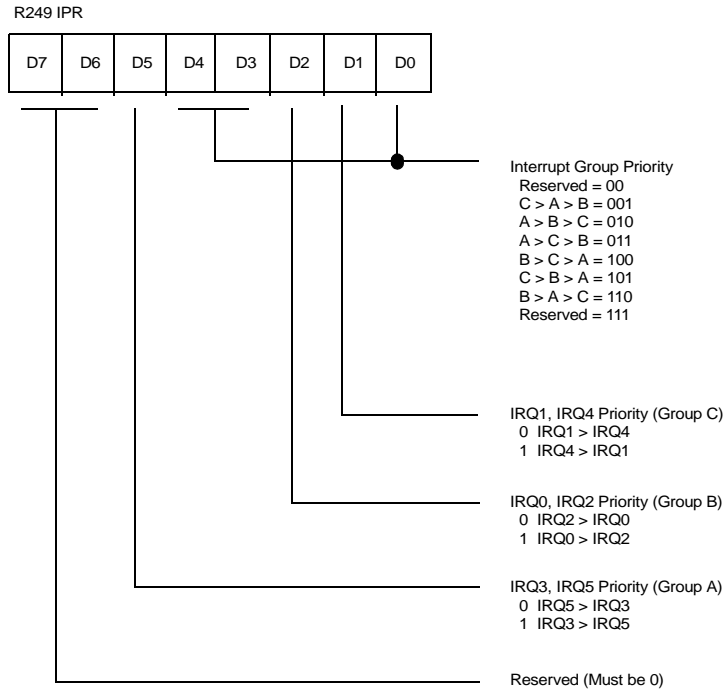 R249 IPR
D7 D6 D5 D4 D3 D2 D1 D0
Interrupt Group Priority
Reserved = 00
C > A > B = 001
A > B > C = 010
A > C > B = 011
B > C > A = 100
C > B > A = 101
B > A > C = 110
Reserved = 111
IRQ1, IRQ4 Priority (Group C)
0 IRQ1 > IRQ4
1 IRQ4 > IRQ1
IRQ0, IRQ2 Priority (Group B)
0 IRQ2 > IRQ0
1 IRQ0 > IRQ2
IRQ3, IRQ5 Priority (Group A)
0 IRQ5 > IRQ3
1 IRQ3 > IRQ5
Reserved (Must be 0)